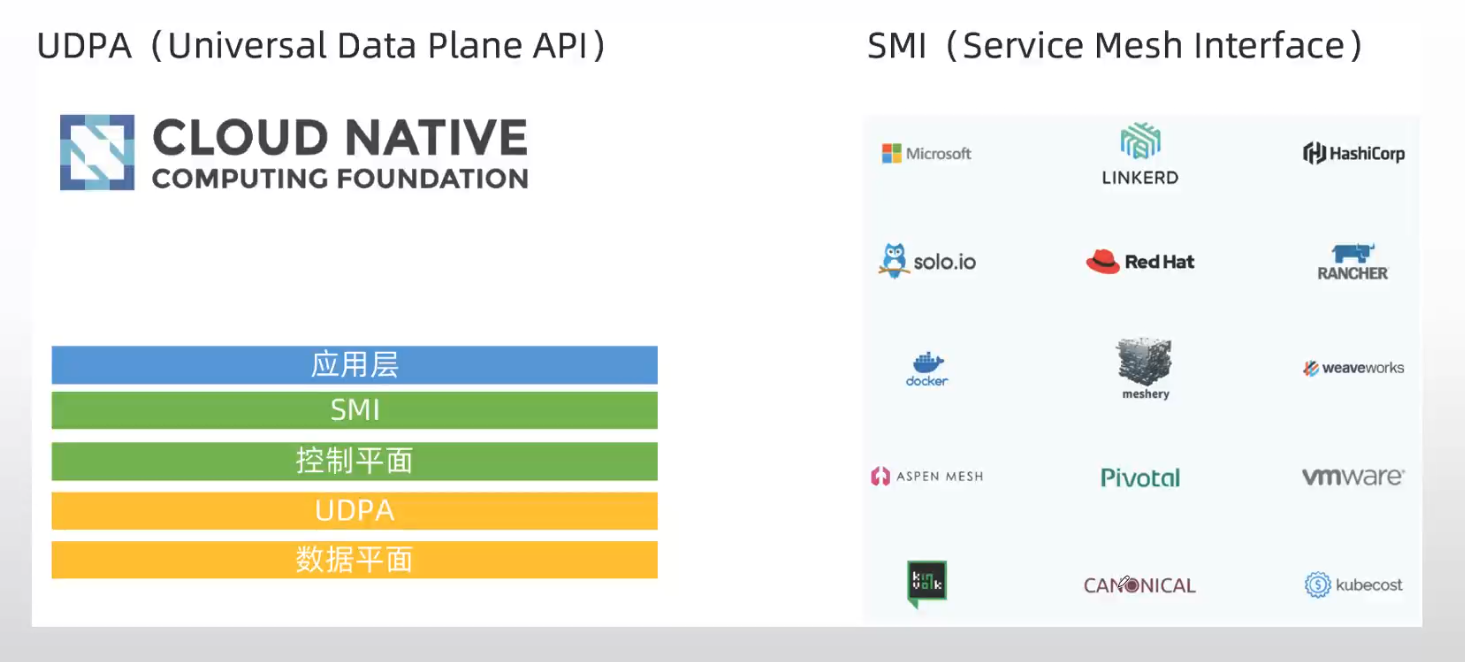 UDPA（Universal Data Plane API）
CLOUD NATIVE
COMPUTING FOUNDATION
应用层
SMI
控制平面
UDPA
数据平面
SMI（Service Mesh Interface）
Microsoft
LINKERD
HashiCorp
solo.io
Red Hat
RANCHER
docker
meshery
weaveworks
ASPEN MESH
Pivotal
vmware®
kin
volk
CANONICAL
kubecost